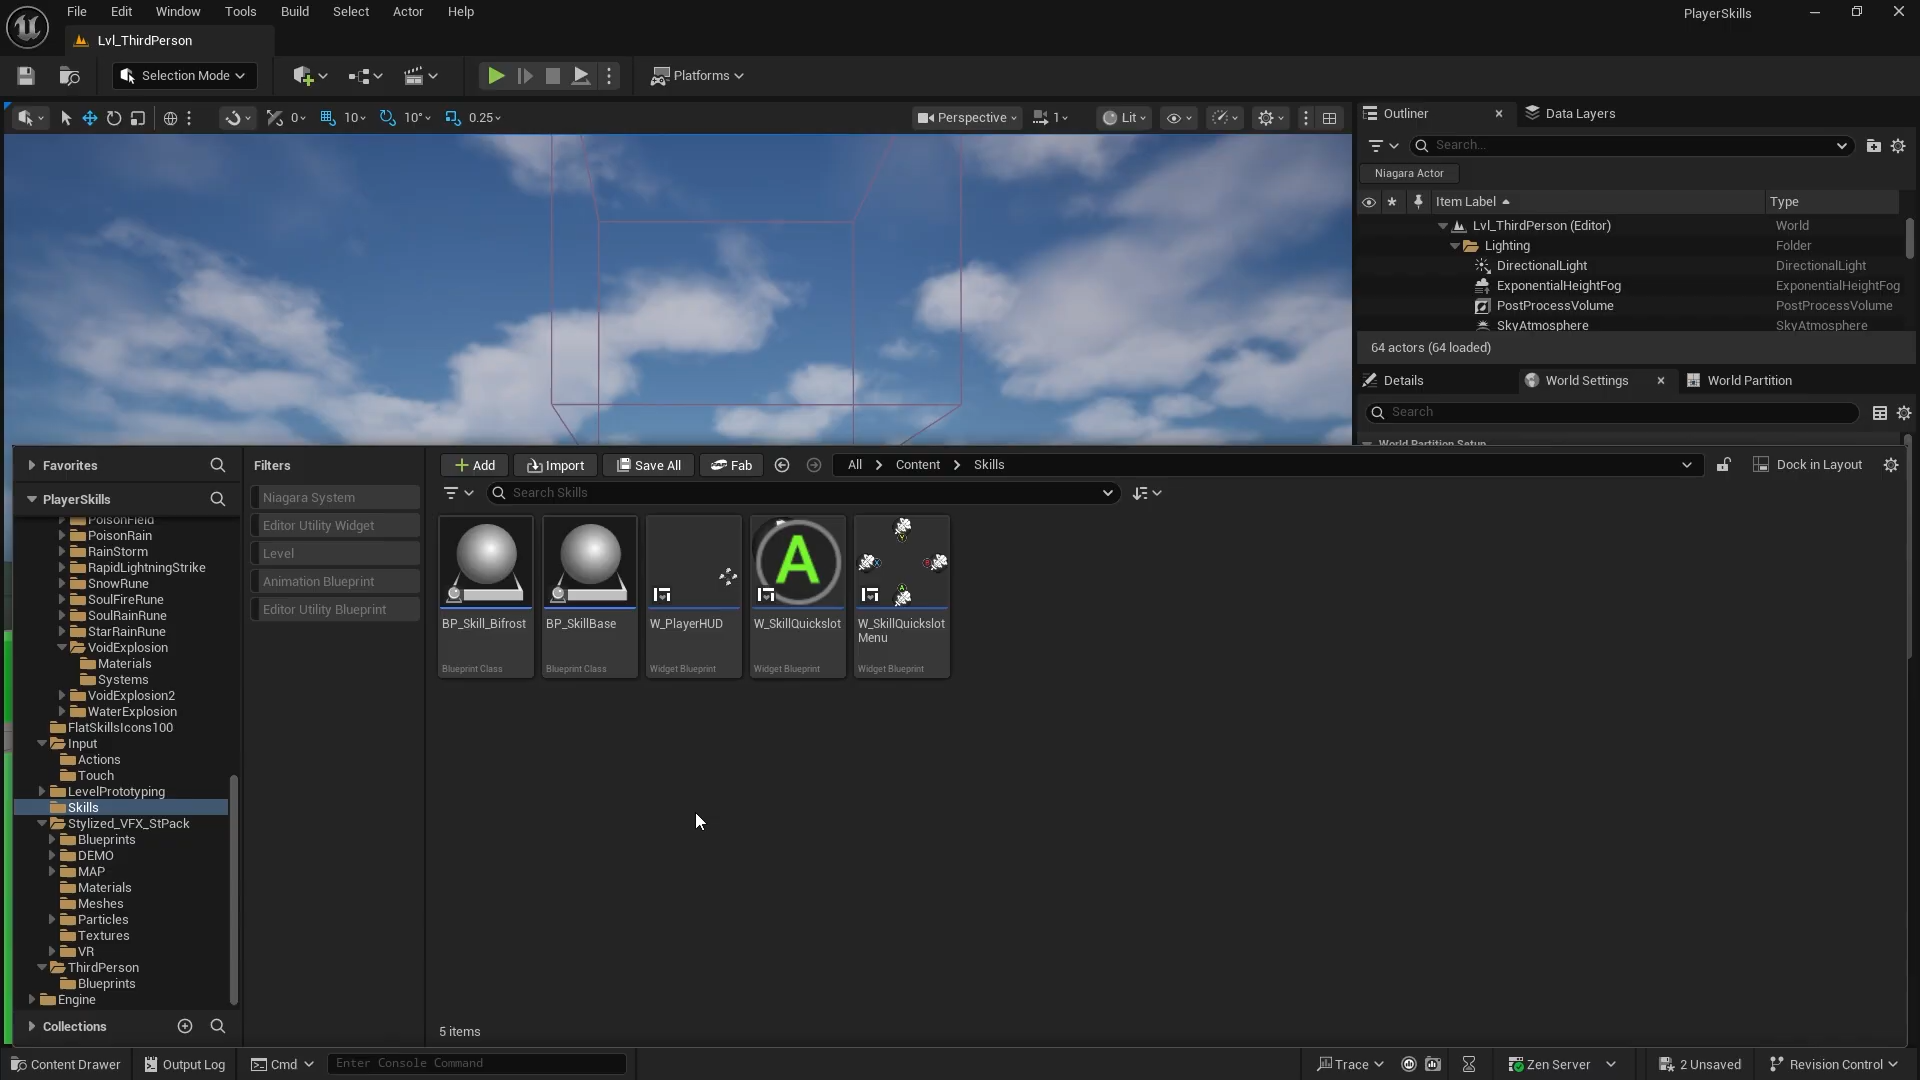 File Edit Window Tools Build Select Actor Help
PlayerSkills
Lvl_ThirdPerson
Selection Mode
Platforms
0 10 10° 0.25
Perspective 1 Lit
Outliner
Data Layers
Search...
Niagara Actor
Item Label Type
Lvl_ThirdPerson (Editor) World
Lighting Folder
DirectionalLight DirectionalLight
ExponentialHeightFog ExponentialHeightFog
PostProcessVolume PostProcessVolume
SkyAtmosphere SkyAtmosphere
64 actors (64 loaded)
Details World Settings World Partition
Search
World Partition Setup
Favorites
PlayerSkills
PoisonField
PoisonRain
RainStorm
RapidLightningStrike
SnowRune
SoulFireRune
SoulRainRune
StarRainRune
VoidExplosion
Materials
Systems
VoidExplosion2
WaterExplosion
FlatSkillsIcons100
Input
Actions
Touch
LevelPrototyping
Skills
Stylized_VFX_StPack
Blueprints
DEMO
MAP
Materials
Meshes
Particles
Textures
VR
ThirdPerson
Blueprints
Engine
Collections
Filters
Niagara System
Editor Utility Widget
Level
Animation Blueprint
Editor Utility Blueprint
Add Import Save All Fab All Content Skills Dock in Layout
Search Skills
A
Y
X
B
A
BP_Skill_Bifrost
Blueprint Class
BP_SkillBase
Blueprint Class
W_PlayerHUD
Widget Blueprint
W_SkillQuickslot
Widget Blueprint
W_SkillQuickslot
Menu
Widget Blueprint
5 items
Content Drawer Output Log Cmd Enter Console Command Trace Zen Server 2 Unsaved Revision Control